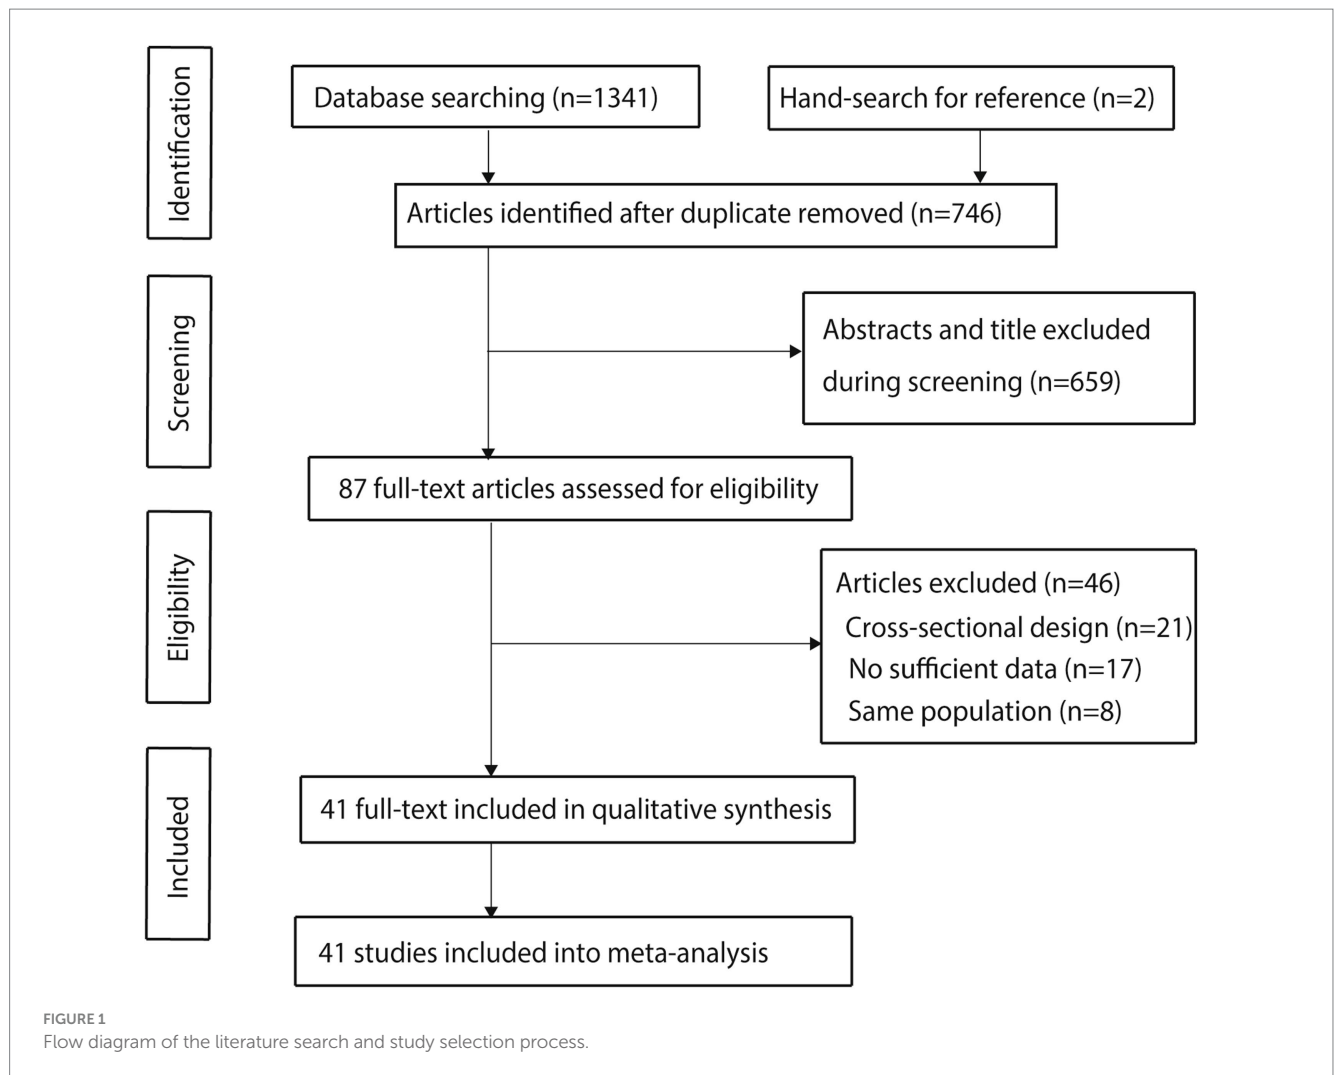 Identification
Database searching (n=1341)
Hand-search for reference (n=2)
Articles identified after duplicate removed (n=746)
Screening
Abstracts and title excluded
during screening (n=659)
87 full-text articles assessed for eligibility
Eligibility
Articles excluded (n=46)
Cross-sectional design (n=21)
No sufficient data (n=17)
Same population (n=8)
Included
41 full-text included in qualitative synthesis
41 studies included into meta-analysis
FIGURE 1
Flow diagram of the literature search and study selection process.